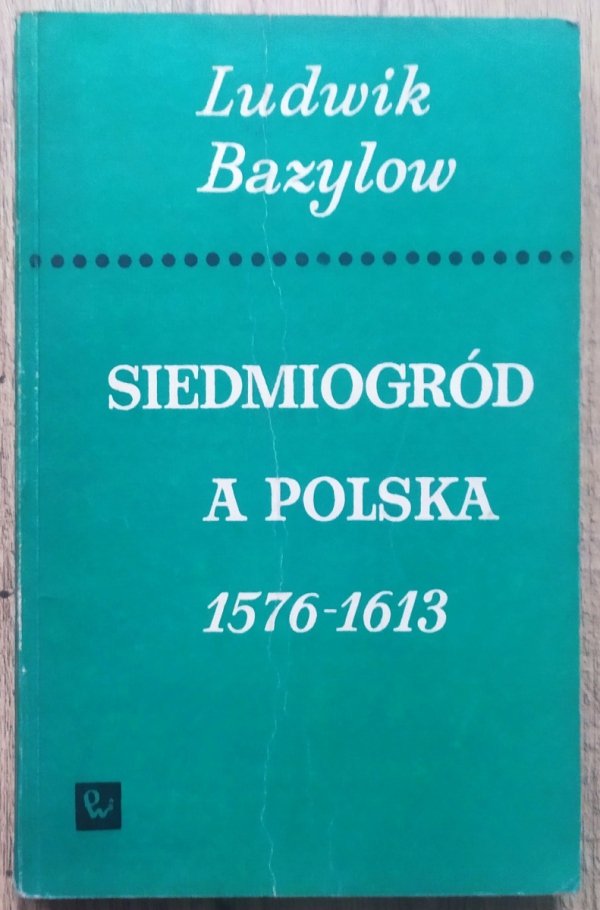 Ludwik
Bazylow
SIEDMIOGRÓD
A POLSKA
1576-1613